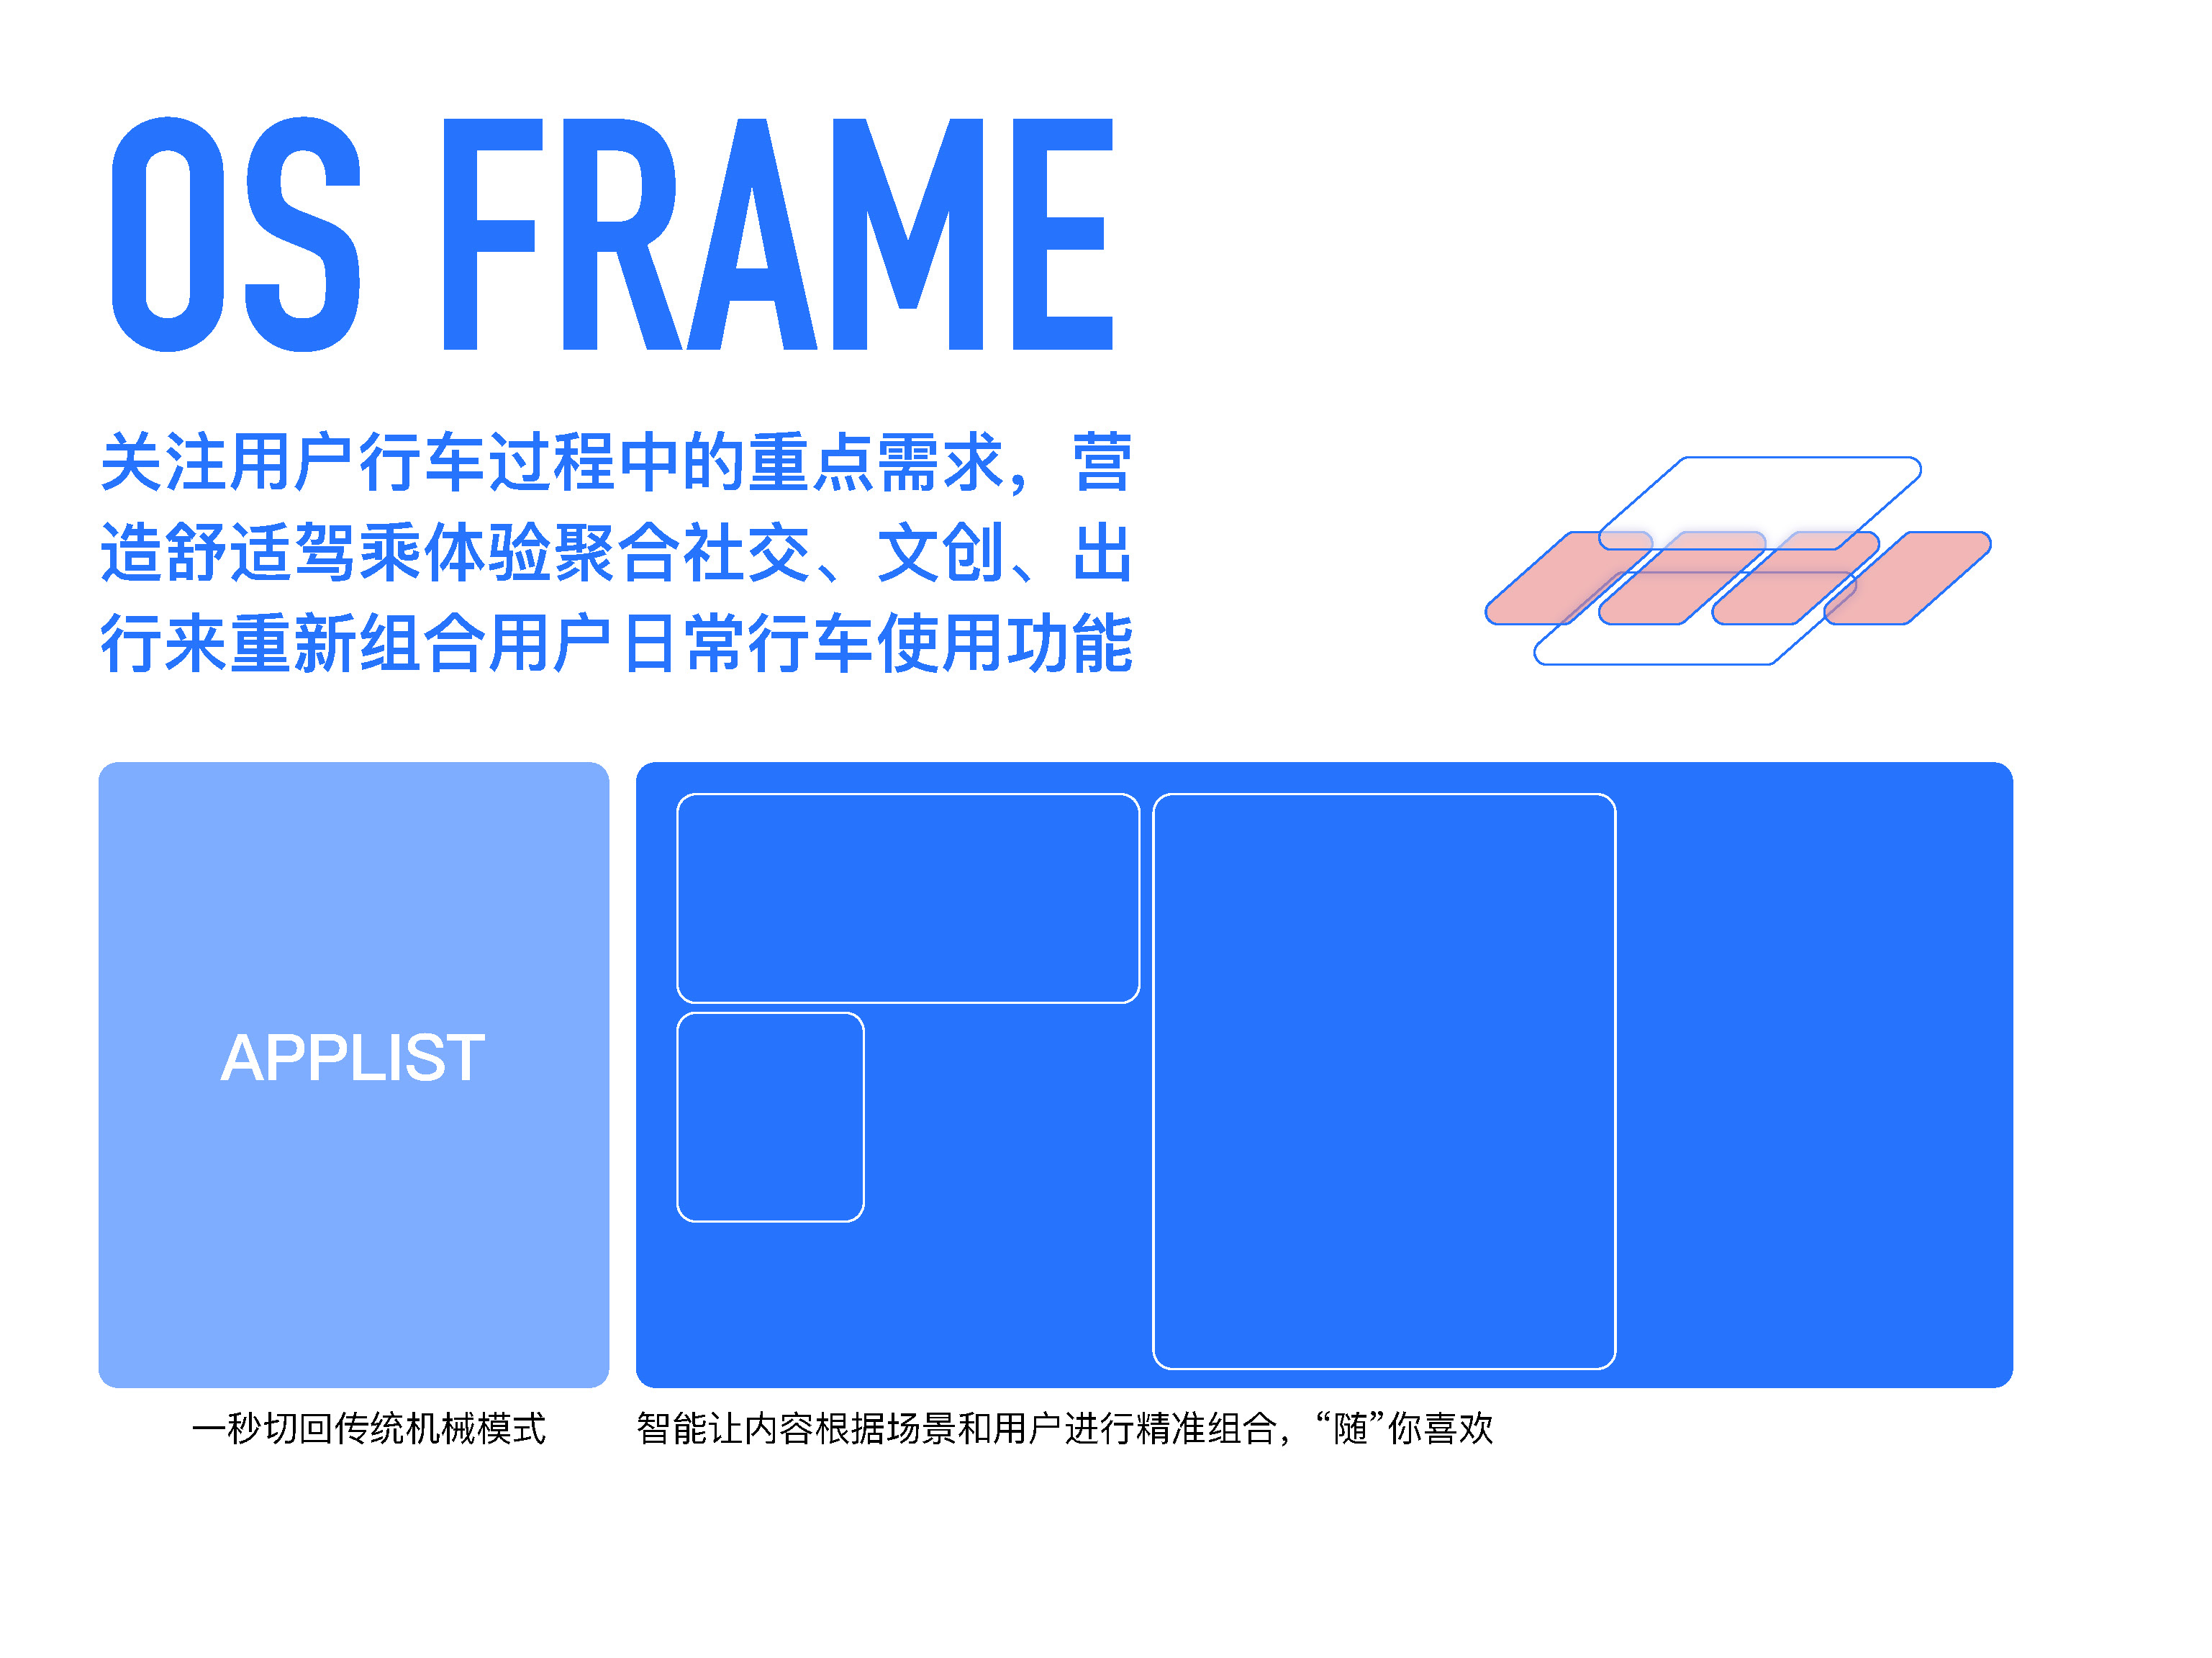 OS FRAME
关注用户行车过程中的重点需求，营
造舒适驾乘体验聚合社交、文创、出
行来重新组合用户日常行车使用功能
APPLIST
一秒切回传统机械模式
智能让内容根据场景和用户进行精准组合，“随”你喜欢